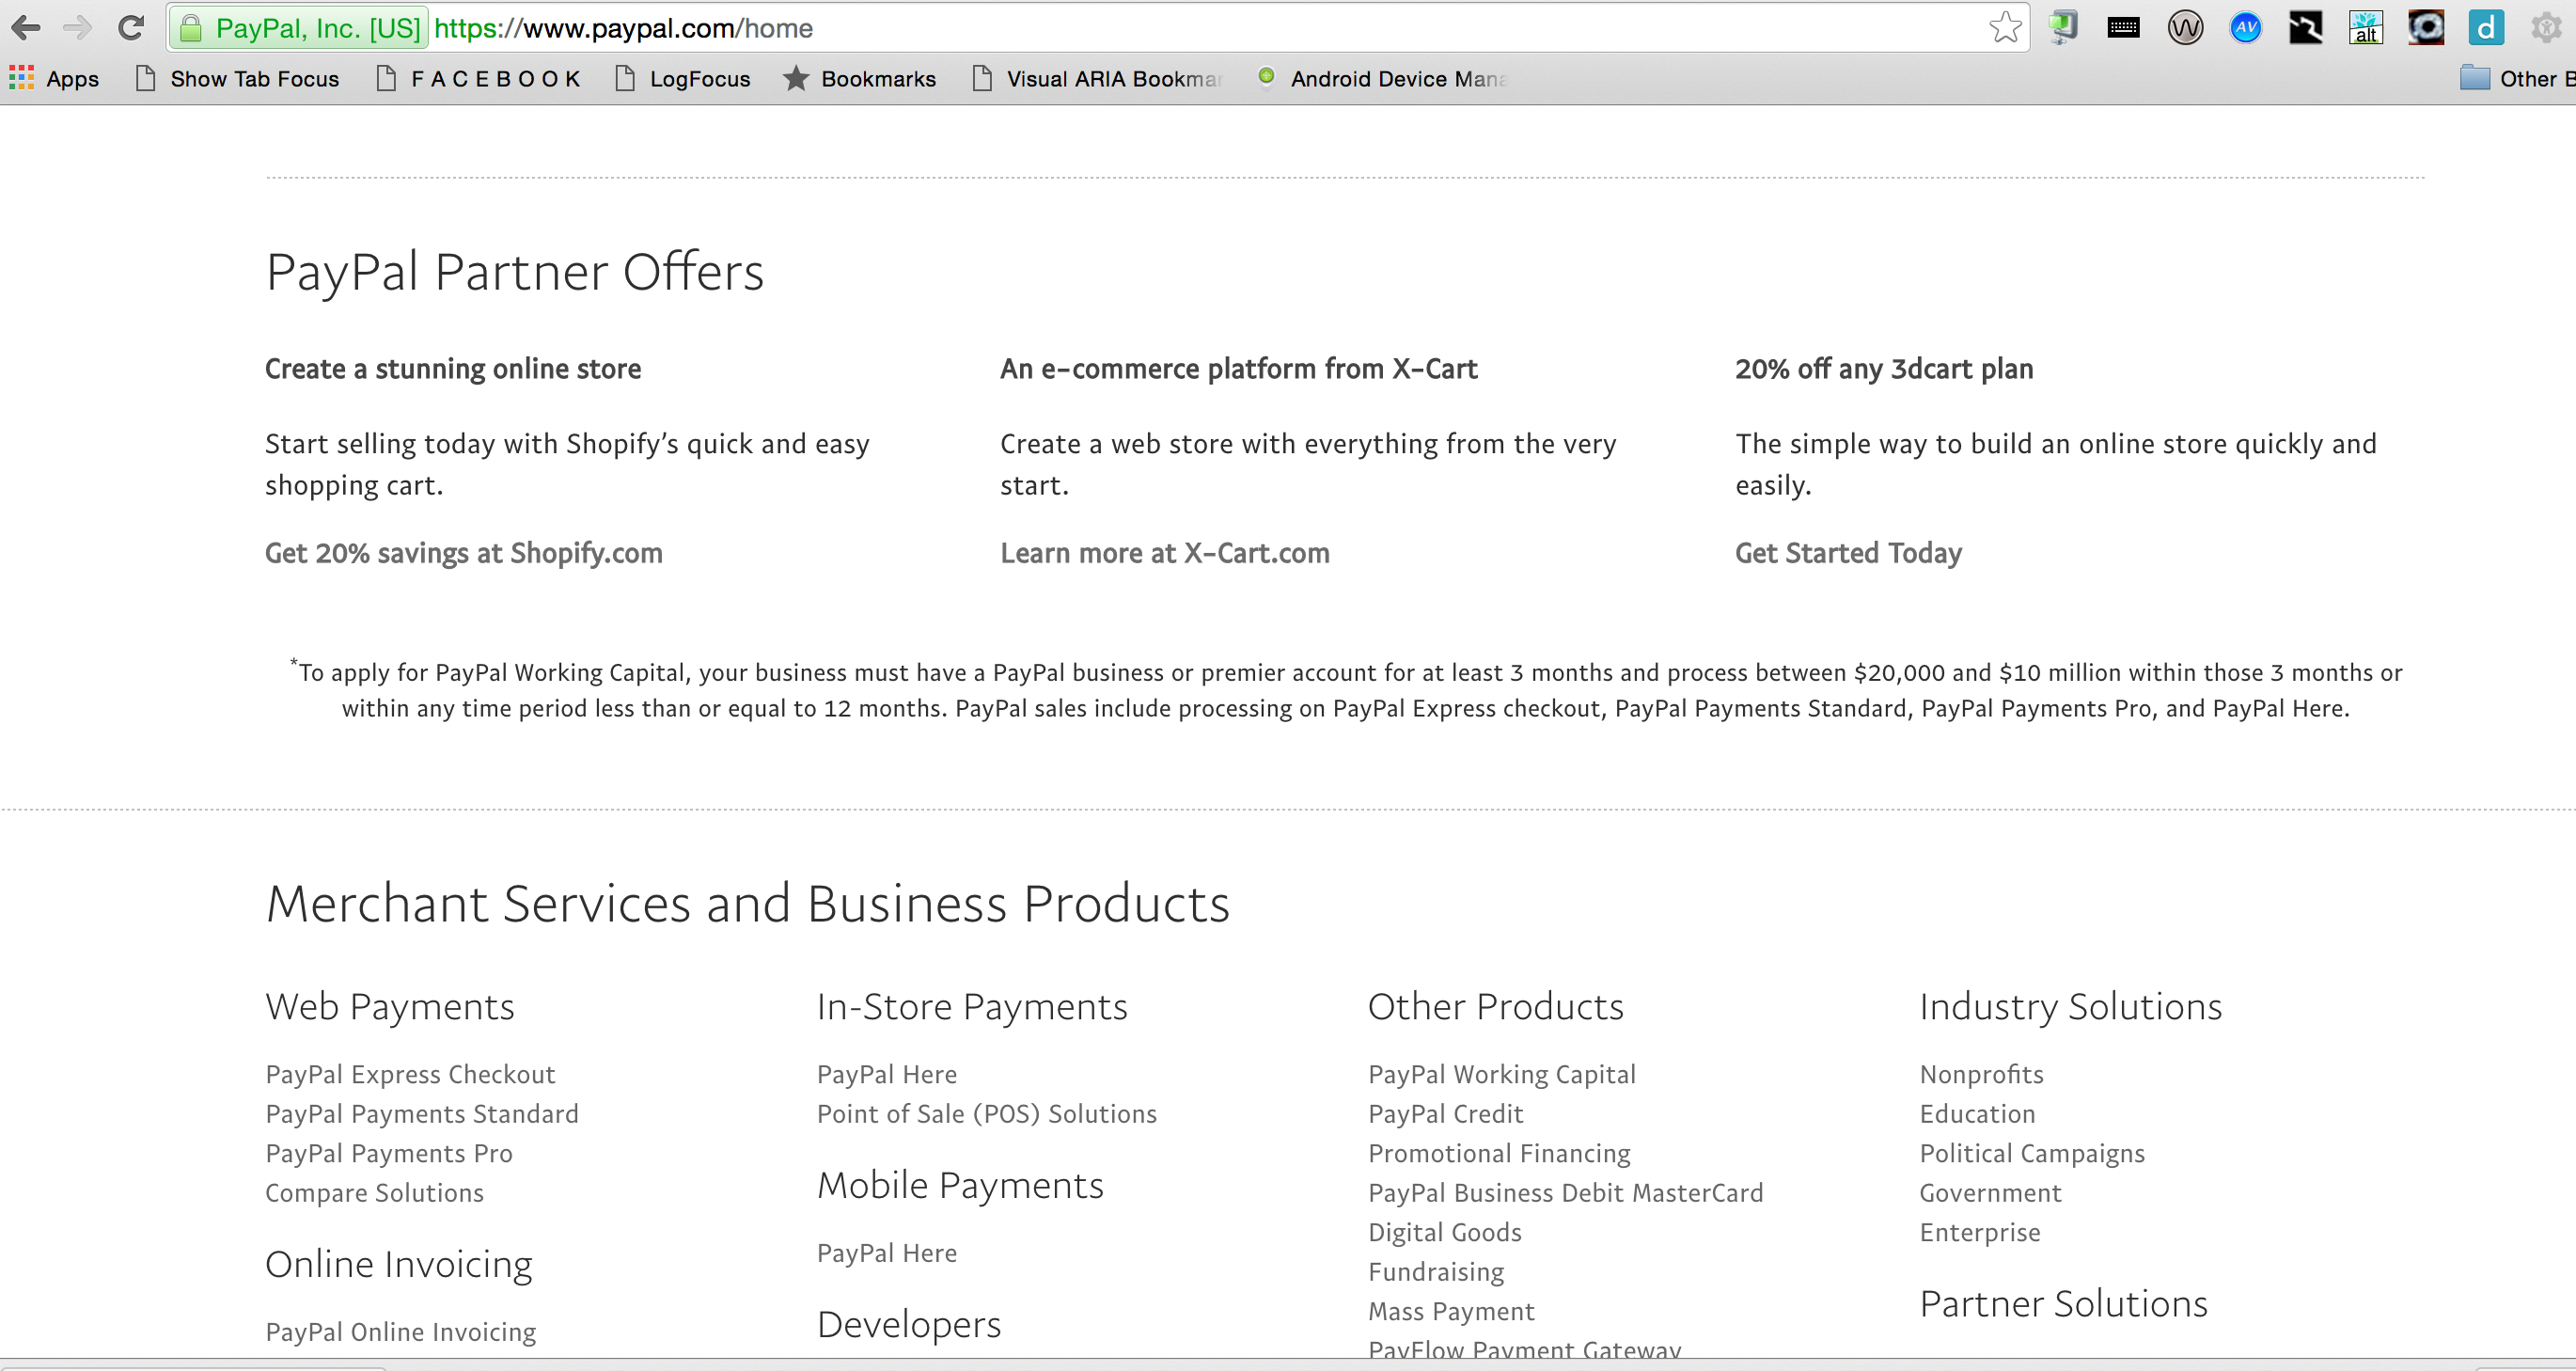 PayPal, Inc. [US] https://www.paypal.com/home
Apps Show Tab Focus F A C E B O O K LogFocus Bookmarks Visual ARIA Android Device Other
PayPal Partner Offers
Create a stunning online store
Start selling today with Shopify’s quick and easy
shopping cart.
Get 20% savings at Shopify.com
An e-commerce platform from X-Cart
Create a web store with everything from the very
start.
Learn more at X-Cart.com
20% off any 3dcart plan
The simple way to build an online store quickly and
easily.
Get Started Today
*To apply for PayPal Working Capital, your business must have a PayPal business or premier account for at least 3 months and process between $20,000 and $10 million within those 3 months or
within any time period less than or equal to 12 months. PayPal sales include processing on PayPal Express checkout, PayPal Payments Standard, PayPal Payments Pro, and PayPal Here.
Merchant Services and Business Products
Web Payments
PayPal Express Checkout
PayPal Payments Standard
PayPal Payments Pro
Compare Solutions
Online Invoicing
PayPal Online Invoicing
In-Store Payments
PayPal Here
Point of Sale (POS) Solutions
Mobile Payments
PayPal Here
Developers
Other Products
PayPal Working Capital
PayPal Credit
Promotional Financing
PayPal Business Debit MasterCard
Digital Goods
Fundraising
Mass Payment
PayFlow Payment Gateway
Industry Solutions
Nonprofits
Education
Political Campaigns
Government
Enterprise
Partner Solutions